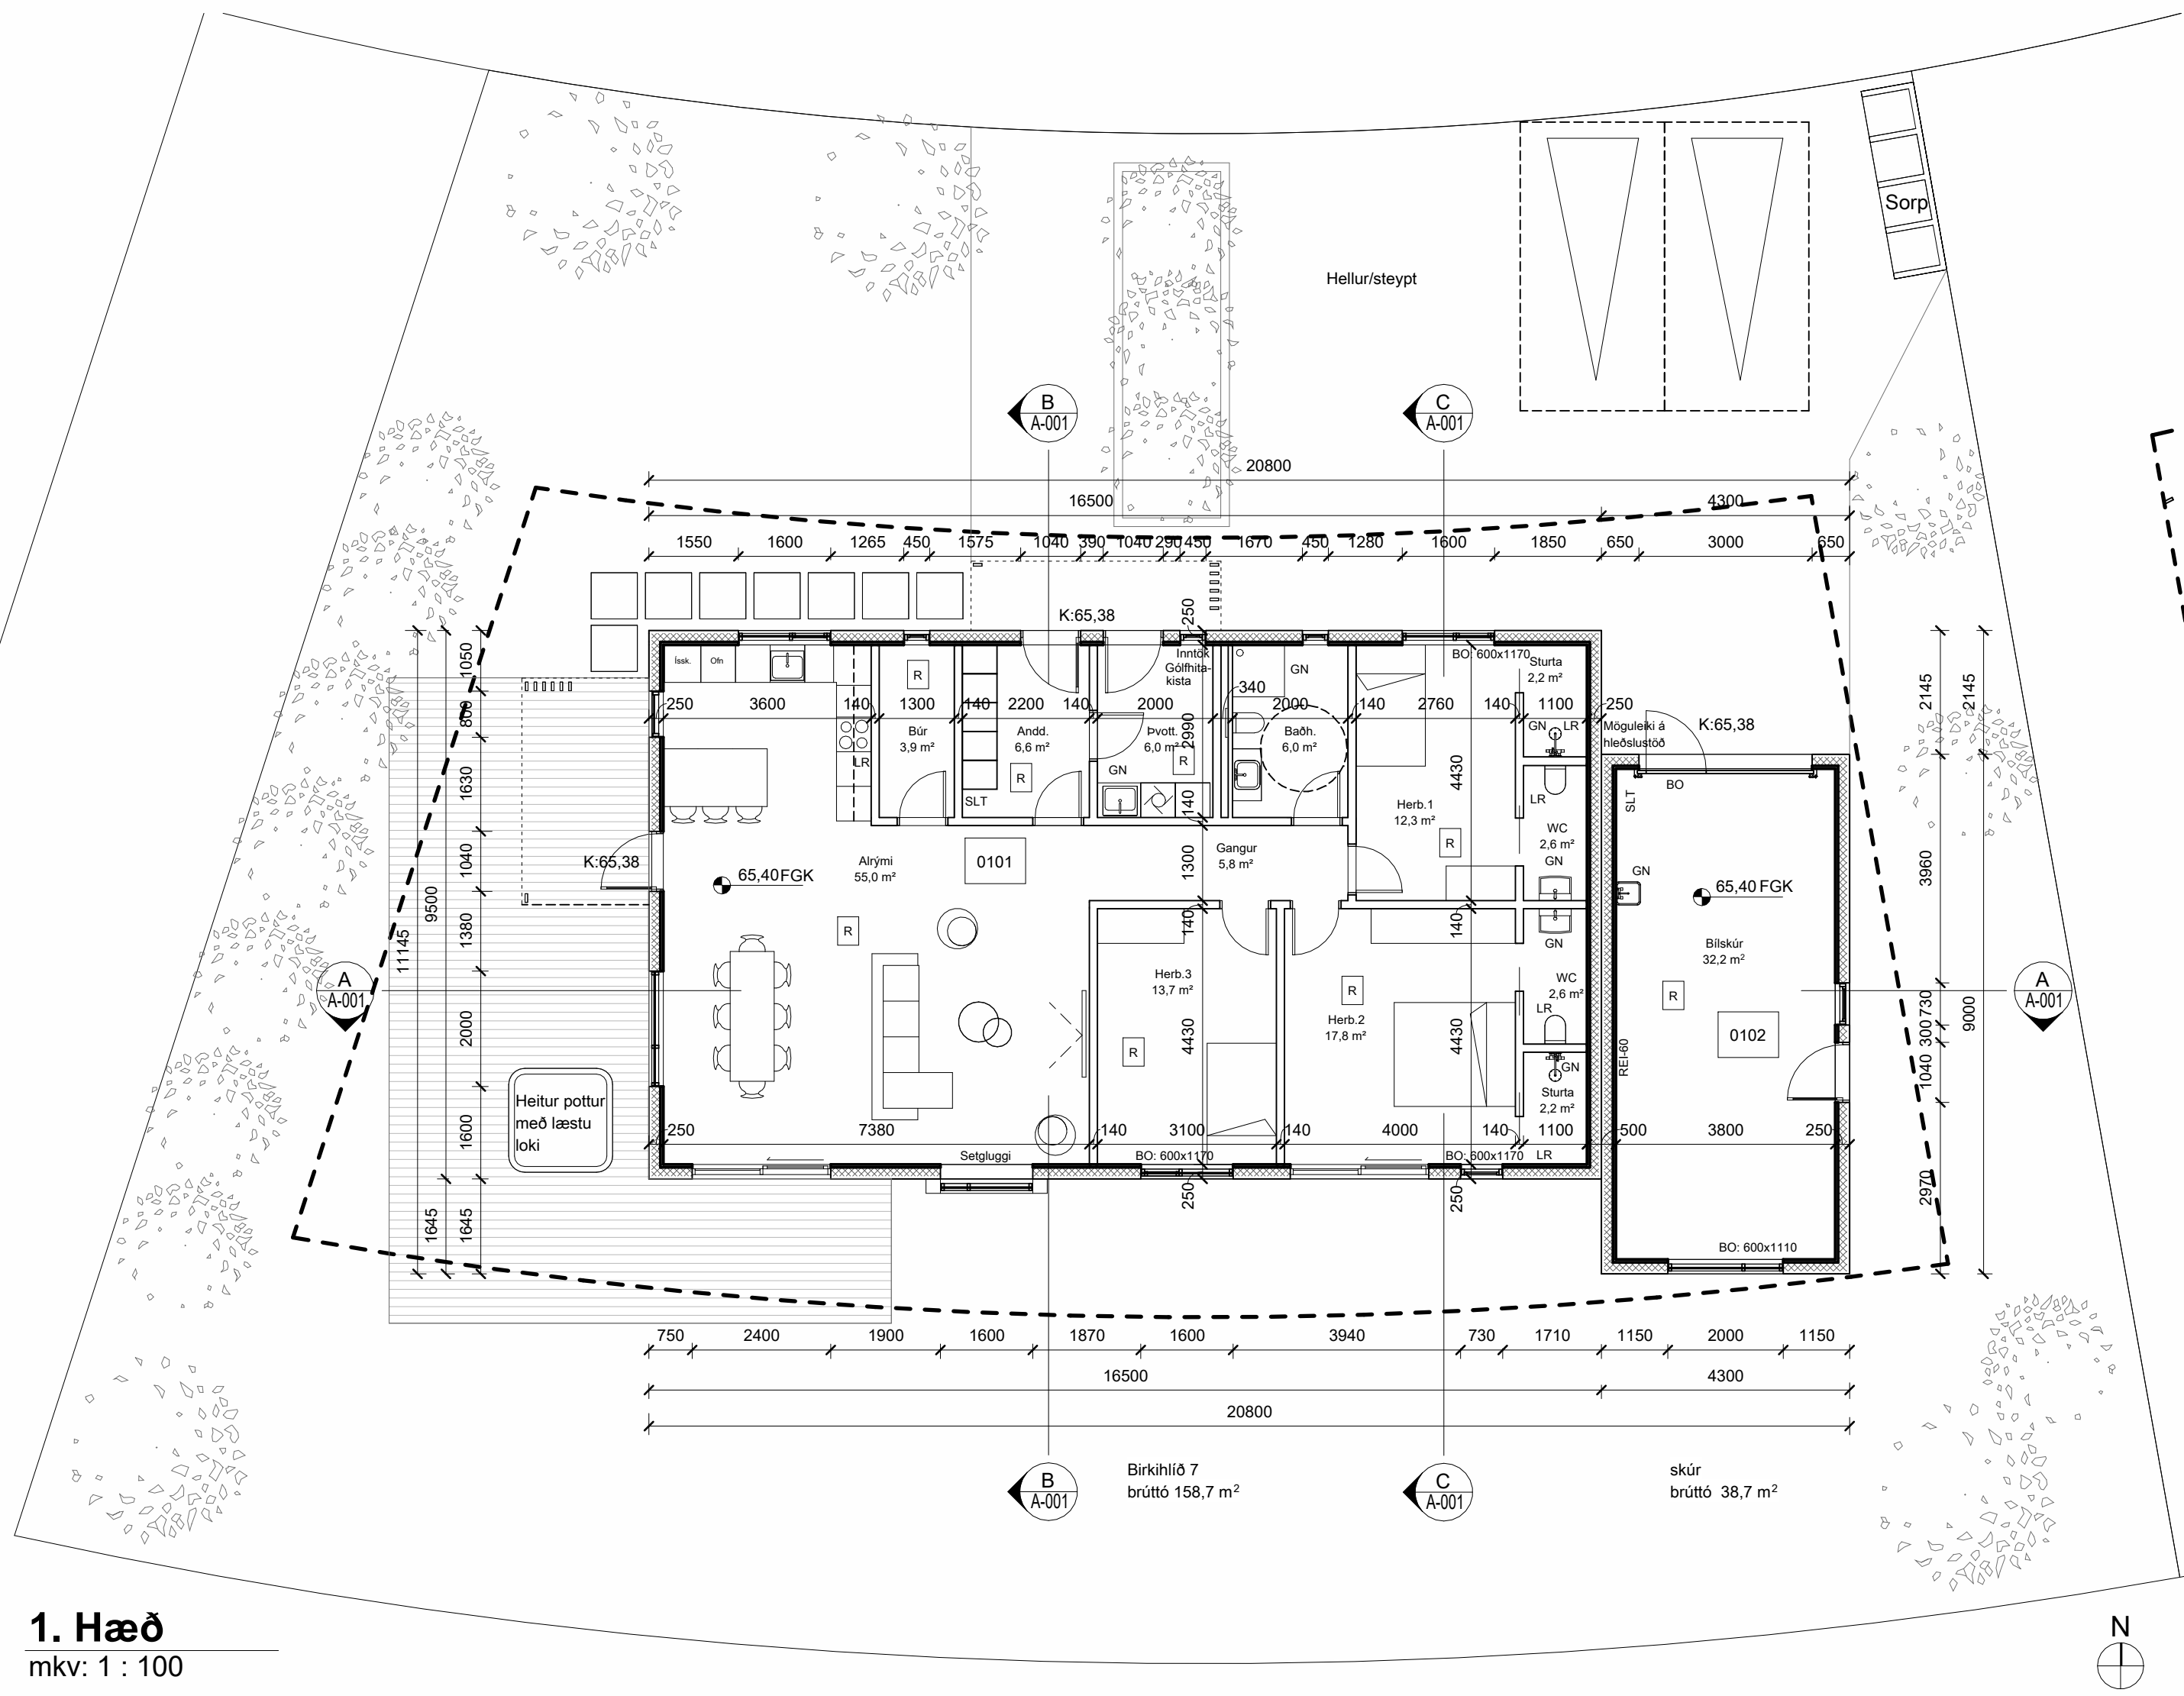 Sorp
Hellur/steypt
B
A-001
C
A-001
20800
16500
4300
1550
1600
1265
450
1575
1040
390
1040
290
450
1670
450
1280
1600
1850
650
3000
650
K:65,38
250
Íssk.
Ofn
R
Inntök
Gólfhita-
kista
GN
BO: 600x1170
Sturta
2,2 m²
250
3600
140
1300
140
2200
140
2000
340
2000
140
2760
140
1100
250
Búr
3,9 m²
Andd.
6,6 m²
Þvott.
6,0 m²
2990
Baðh.
6,0 m²
GN
LR
Möguleiki á
hleðslustöð
K:65,38
LR
R
GN
R
SLT
140
4430
Herb.1
12,3 m²
R
LR
WC
2,6 m²
GN
SLT
BO
K:65,38
Alrými
55,0 m²
0101
65,40 FGK
1300
Gangur
5,8 m²
GN
65,40 FGK
R
140
140
GN
Herb.3
13,7 m²
R
4430
R
Herb.2
17,8 m²
4430
WC
2,6 m²
LR
Bílskúr
32,2 m²
R
0102
REI-60
GN
Sturta
2,2 m²
Heitur pottur
með læstu
loki
250
7380
140
3100
140
4000
140
1100
500
3800
250
Setgluggi
BO: 600x1170
BO: 600x1170
LR
250
250
BO: 600x1110
1050
800
1630
1040
1380
2000
1600
1645
9500
1645
11145
A
A-001
2145
3960
730
300
1040
2970
2145
9000
A
A-001
750
2400
1900
1600
1870
1600
3940
730
1710
1150
2000
1150
16500
4300
20800
B
A-001
C
A-001
Birkihlíð 7
brúttó 158,7 m²
skúr
brúttó 38,7 m²
1. Hæð
mkv: 1 : 100
N